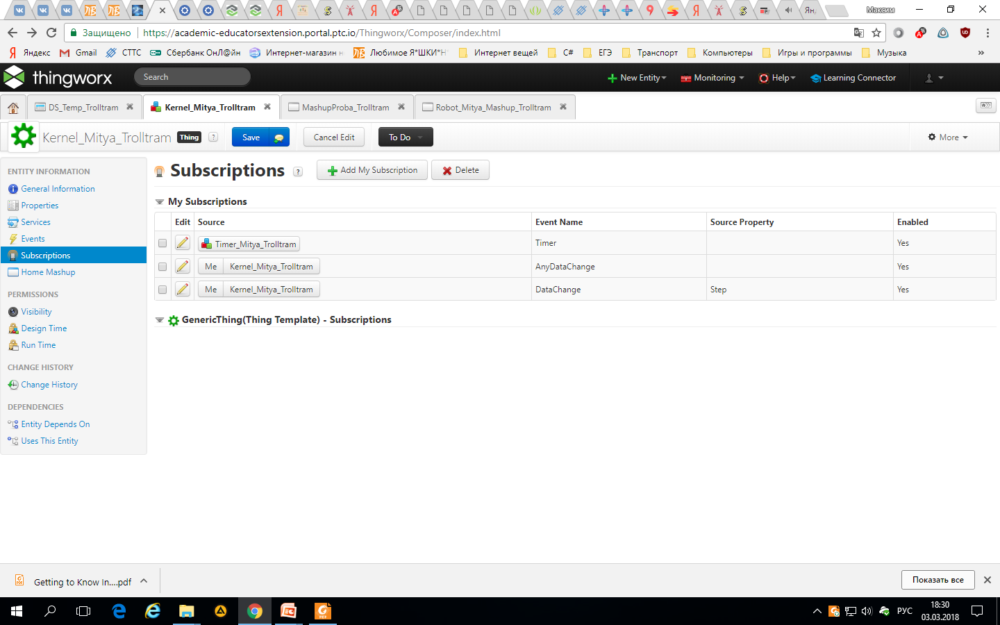 Максим
Ян,
Защищено
https://academic-educatorsextension.portal.ptc.io/Thingworx/Composer/index.html
Яндекс Gmail СТТС Сбербанк ОнЛ@йн Интернет-магазин Любимое Я*ШКИ*Н Интернет вещей C# ЕГЭ Транспорт Компьютеры Игры и программы Музыка »
thingworx Search New Entity Monitoring Help Learning Connector
DS_Temp_Trolltram Kernel_Mitya_Trolltram MashupProba_Trolltram Robot_Mitya_Mashup_Trolltram
Kernel_Mitya_Trolltram Thing ? Save Cancel Edit To Do More
ENTITY INFORMATION
General Information
Properties
Services
Events
Subscriptions
Home Mashup
PERMISSIONS
Visibility
Design Time
Run Time
CHANGE HISTORY
Change History
DEPENDENCIES
Entity Depends On
Uses This Entity
Subscriptions ? Add My Subscription Delete
My Subscriptions
Edit Source Event Name Source Property Enabled
Timer_Mitya_Trolltram Timer Yes
Me Kernel_Mitya_Trolltram AnyDataChange Yes
Me Kernel_Mitya_Trolltram DataChange Step Yes
GenericThing(Thing Template) - Subscriptions
Getting to Know In....pdf Показать все
РУС 18:30
03.03.2018